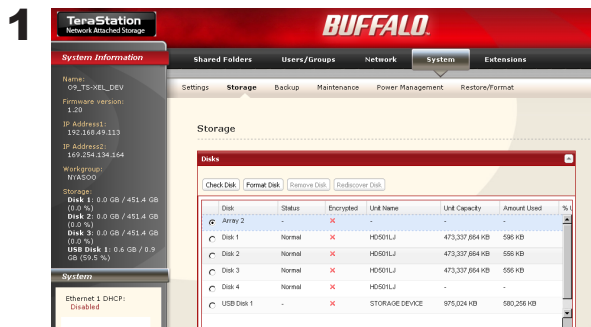 1
TeraStation
Network Attached Storage
BUFFALO
System Information
Shared Folders Users/Groups Network System Extensions
Settings Storage Backup Maintenance Power Management Restore/Format
Name:
09_TS-XEL_DEV
Firmware version:
1.20
IP Address1:
192.168.49.113
IP Address2:
169.254.134.164
Workgroup:
NYASOO
Storage:
Disk 1: 0.0 GB / 451.4 GB
(0.0 %)
Disk 2: 0.0 GB / 451.4 GB
(0.0 %)
Disk 3: 0.0 GB / 451.4 GB
(0.0 %)
USB Disk 1: 0.6 GB / 0.9
GB (59.5 %)
System
Ethernet 1 DHCP:
Disabled
Storage
Disks
Check Disk Format Disk Remove Disk Rediscover Disk
Disk Status Encrypted Unit Name Unit Capacity Amount Used % U
Array 2 - - - -
Disk 1 Normal HD501LJ 473,337,664 KB 596 KB
Disk 2 Normal HD501LJ 473,337,664 KB 556 KB
Disk 3 Normal HD501LJ 473,337,664 KB 556 KB
Disk 4 Normal HD501LJ - -
USB Disk 1 - STORAGE DEVICE 975,024 KB 580,256 KB